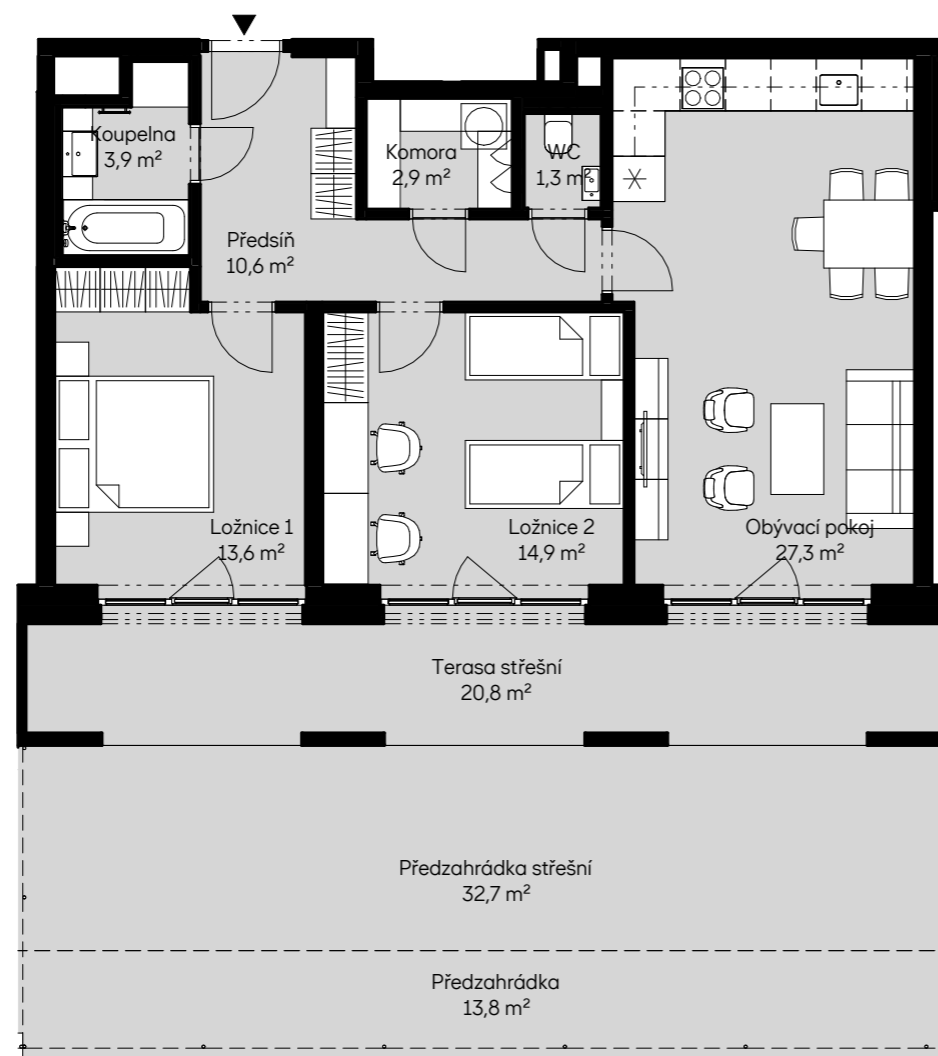 Koupelna
3,9 m²
Komora
2,9 m²
WC
1,3 m²
Předsíň
10,6 m²
Ložnice 1
13,6 m²
Ložnice 2
14,9 m²
Obývací pokoj
27,3 m²
Terasa střešní
20,8 m²
Předzahrádka střešní
32,7 m²
Předzahrádka
13,8 m²